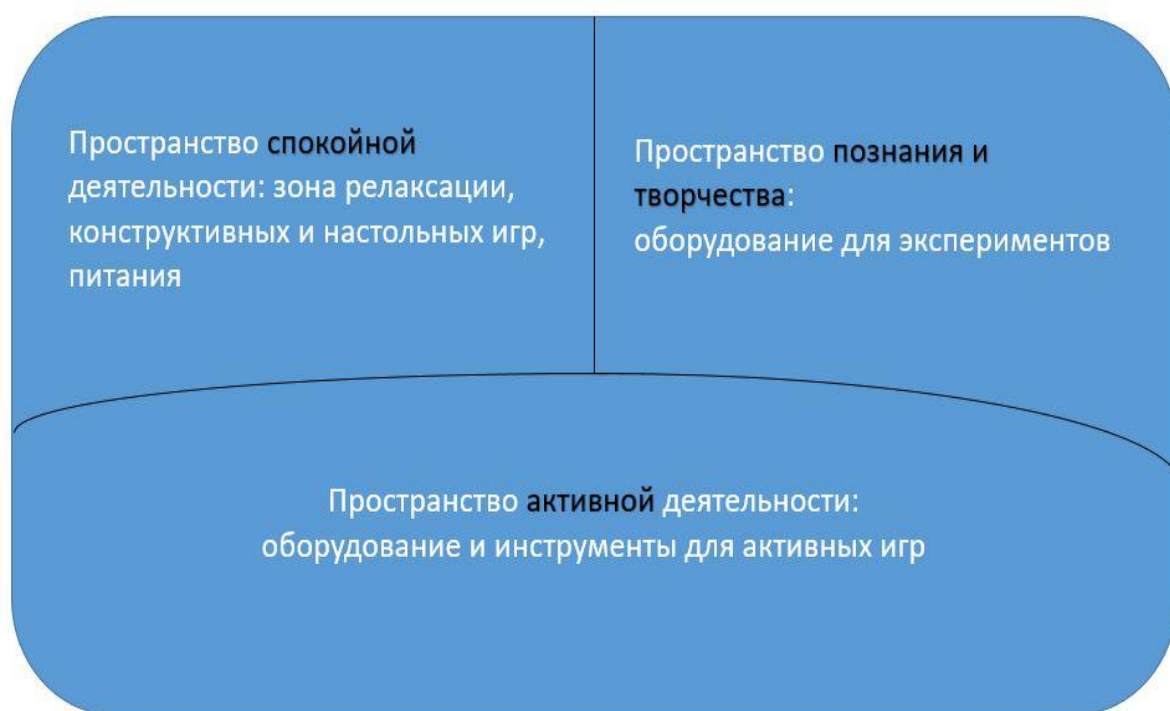 Пространство спокойной
деятельности: зона релаксации,
конструктивных и настольных игр,
питания
Пространство познания и
творчества:
оборудование для экспериментов
Пространство активной деятельности:
оборудование и инструменты для активных игр